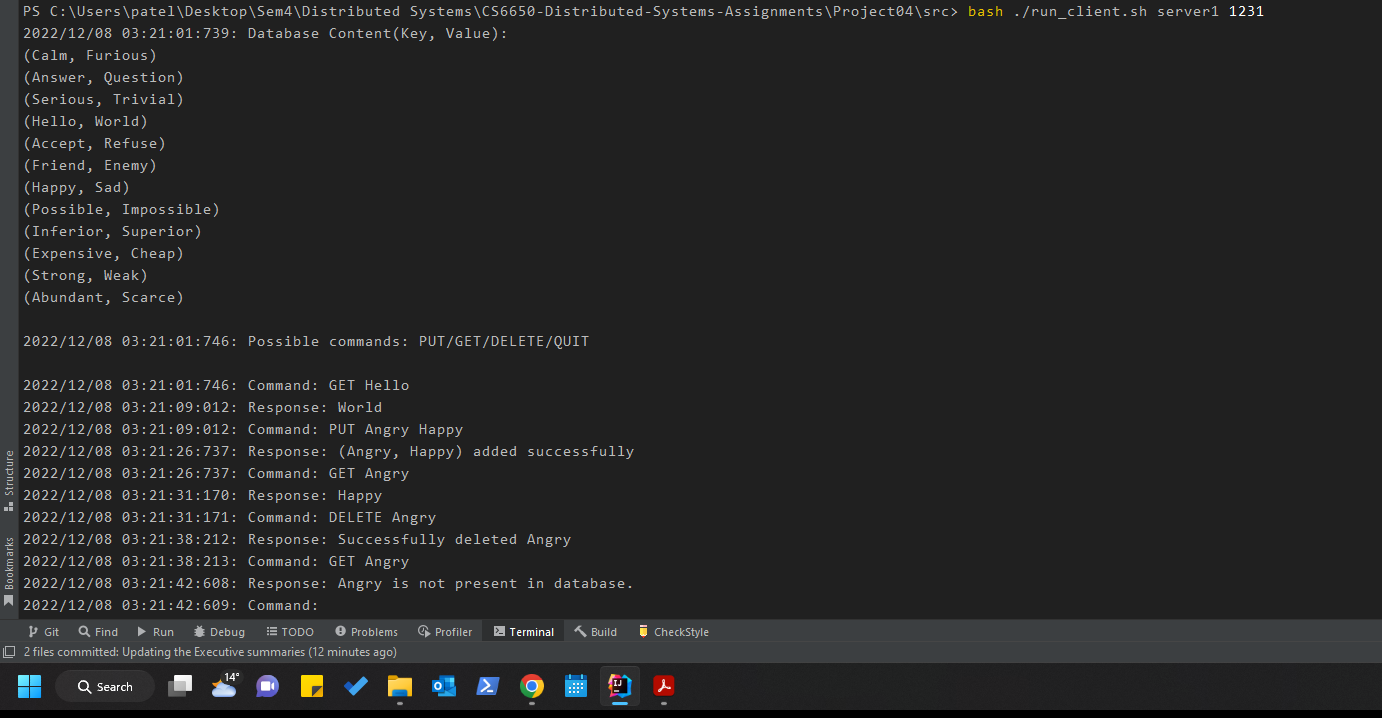 PS C:\Users\patel\Desktop\Sem4\Distributed Systems\CS6650-Distributed-Systems-Assignments\Project04\src> bash ./run_client.sh server1 1231
2022/12/08 03:21:01:739: Database Content(Key, Value):
(Calm, Furious)
(Answer, Question)
(Serious, Trivial)
(Hello, World)
(Accept, Refuse)
(Friend, Enemy)
(Happy, Sad)
(Possible, Impossible)
(Inferior, Superior)
(Expensive, Cheap)
(Strong, Weak)
(Abundant, Scarce)
2022/12/08 03:21:01:746: Possible commands: PUT/GET/DELETE/QUIT
2022/12/08 03:21:01:746: Command: GET Hello
2022/12/08 03:21:09:012: Response: World
2022/12/08 03:21:09:012: Command: PUT Angry Happy
2022/12/08 03:21:26:737: Response: (Angry, Happy) added successfully
2022/12/08 03:21:26:737: Command: GET Angry
2022/12/08 03:21:31:170: Response: Happy
2022/12/08 03:21:31:171: Command: DELETE Angry
2022/12/08 03:21:38:212: Response: Successfully deleted Angry
2022/12/08 03:21:38:213: Command: GET Angry
2022/12/08 03:21:42:608: Response: Angry is not present in database.
2022/12/08 03:21:42:609: Command:
Structure
Bookmarks
Git Find Run Debug TODO Problems Profiler Terminal Build CheckStyle
2 files committed: Updating the Executive summaries (12 minutes ago)
Search 14° IJ